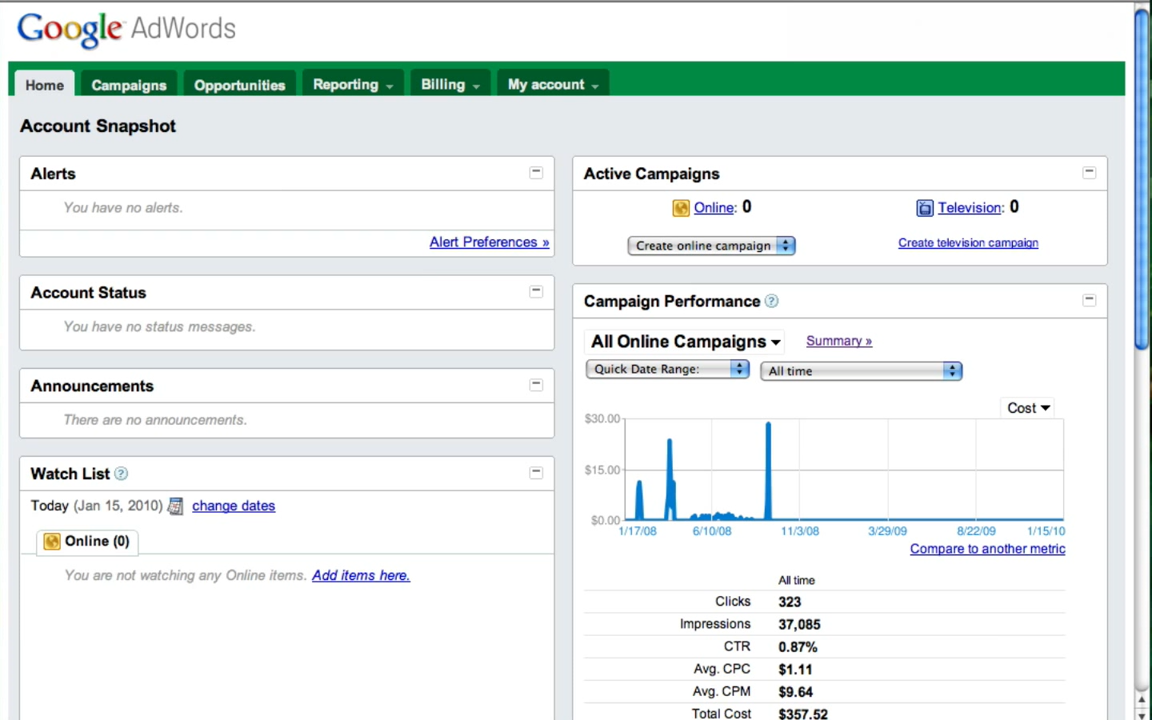 Google AdWords
Home Campaigns Opportunities Reporting Billing My account
Account Snapshot
Alerts
You have no alerts.
Alert Preferences »
Account Status
You have no status messages.
Announcements
There are no announcements.
Watch List ?
Today (Jan 15, 2010) change dates
Online (0)
You are not watching any Online items. Add items here.
Active Campaigns
Online: 0 Television: 0
Create online campaign Create television campaign
Campaign Performance ?
All Online Campaigns Summary »
Quick Date Range: All time
Cost
$30.00
$15.00
$0.00
1/17/08 6/10/08 11/3/08 3/29/09 8/22/09 1/15/10
Compare to another metric
All time
Clicks 323
Impressions 37,085
CTR 0.87%
Avg. CPC $1.11
Avg. CPM $9.64
Total Cost $357.52